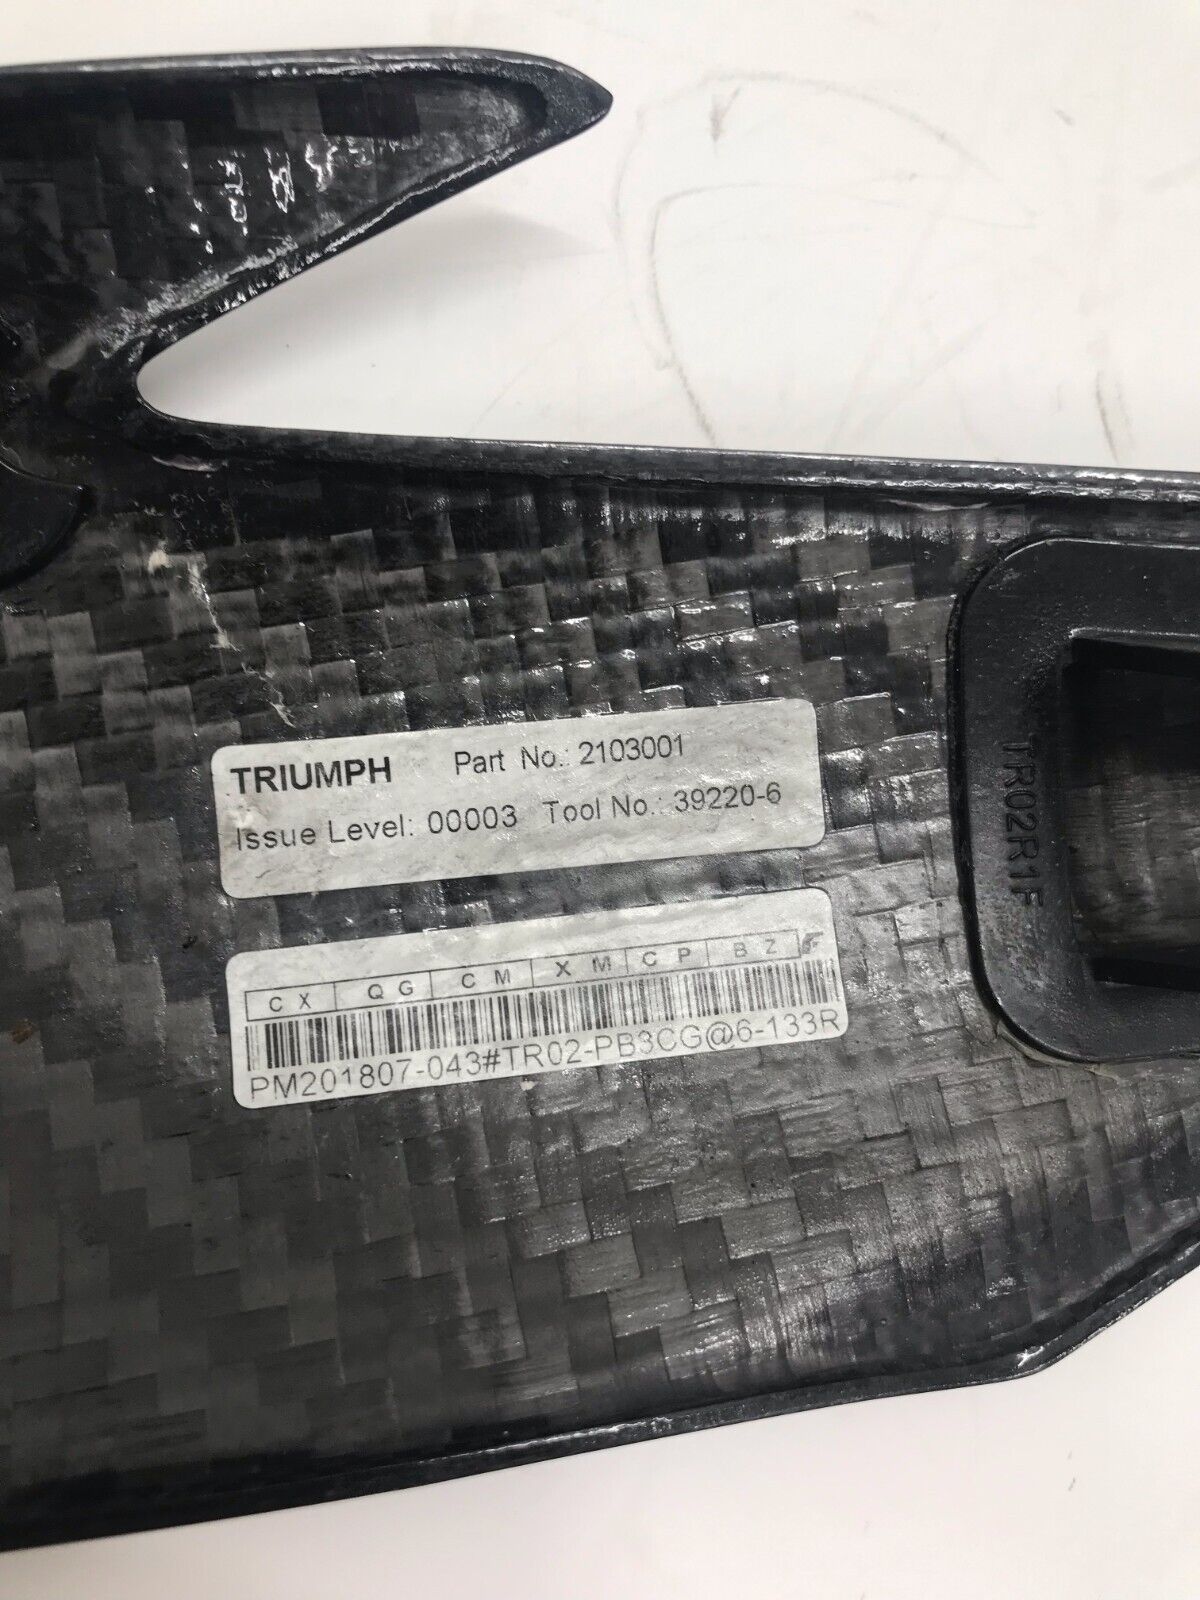 TRIUMPH Part No.: 2103001
Issue Level: 00003 Tool No.: 39220-6
CX QG CM XM CP BZ
PM201807-043#TR02-PB3CG@6-133R
TR02R1F